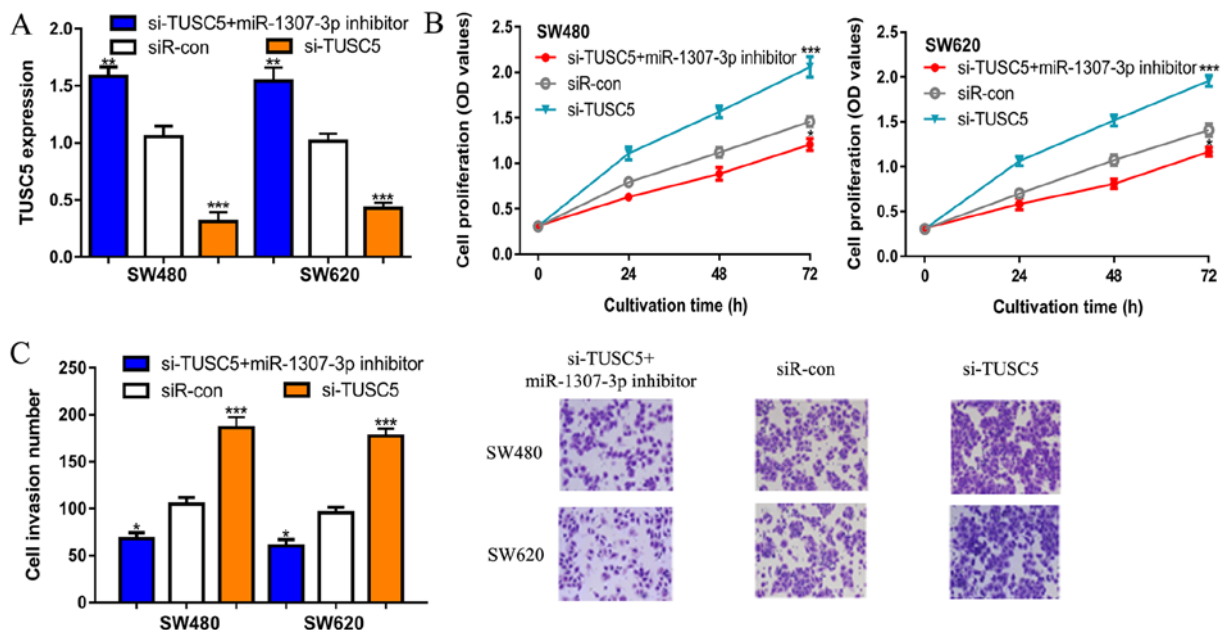 A
si-TUSC5+miR-1307-3p inhibitor
siR-con
si-TUSC5
TUSC5 expression
2.0
1.5
1.0
0.5
0.0
**
***
**
***
SW480
SW620
B
SW480
si-TUSC5+miR-1307-3p inhibitor
siR-con
si-TUSC5
Cell proliferation (OD values)
2.5
2.0
1.5
1.0
0.5
0.0
***
*
0
24
48
72
Cultivation time (h)
SW620
si-TUSC5+miR-1307-3p inhibitor
siR-con
si-TUSC5
Cell proliferation (OD values)
2.5
2.0
1.5
1.0
0.5
0.0
***
*
0
24
48
72
Cultivation time (h)
C
si-TUSC5+miR-1307-3p inhibitor
siR-con
si-TUSC5
Cell invasion number
250
200
150
100
50
0
*
***
*
***
SW480
SW620
si-TUSC5+
miR-1307-3p inhibitor
siR-con
si-TUSC5
SW480
SW620